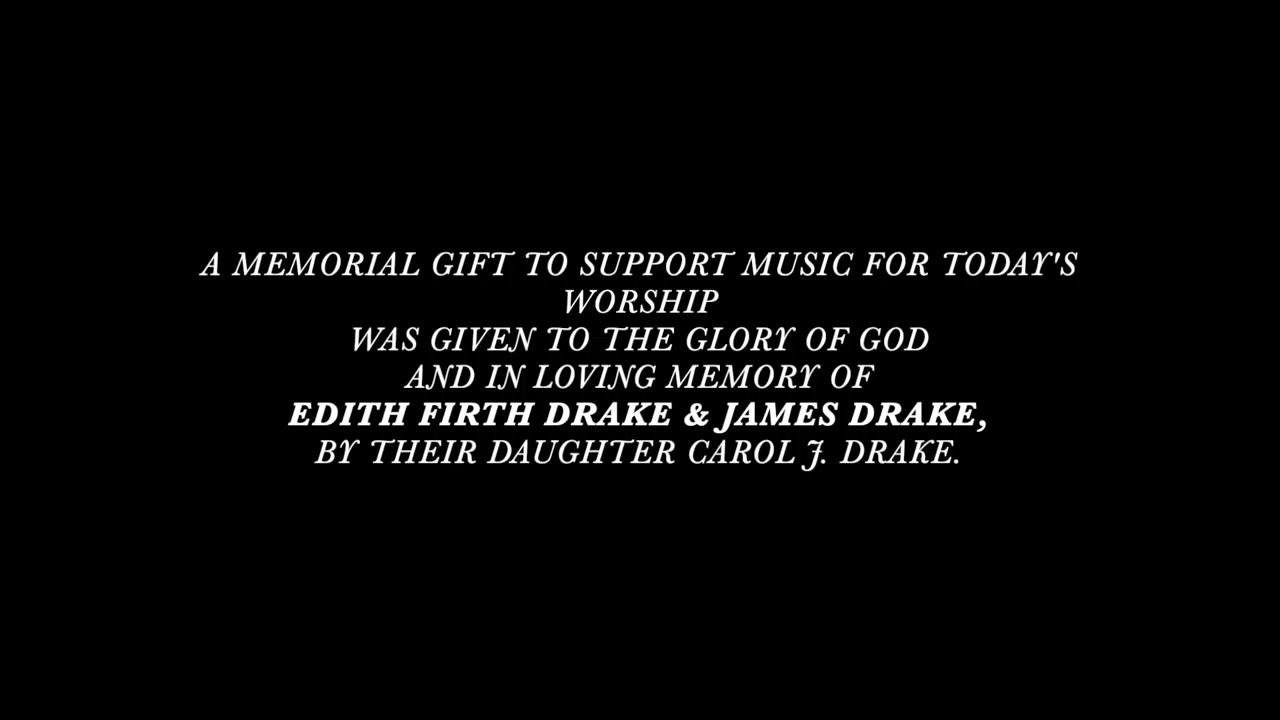 A MEMORIAL GIFT TO SUPPORT MUSIC FOR TODAY'S
WORSHIP
WAS GIVEN TO THE GLORY OF GOD
AND IN LOVING MEMORY OF
EDITH FIRTH DRAKE & JAMES DRAKE,
BY THEIR DAUGHTER CAROL J. DRAKE.